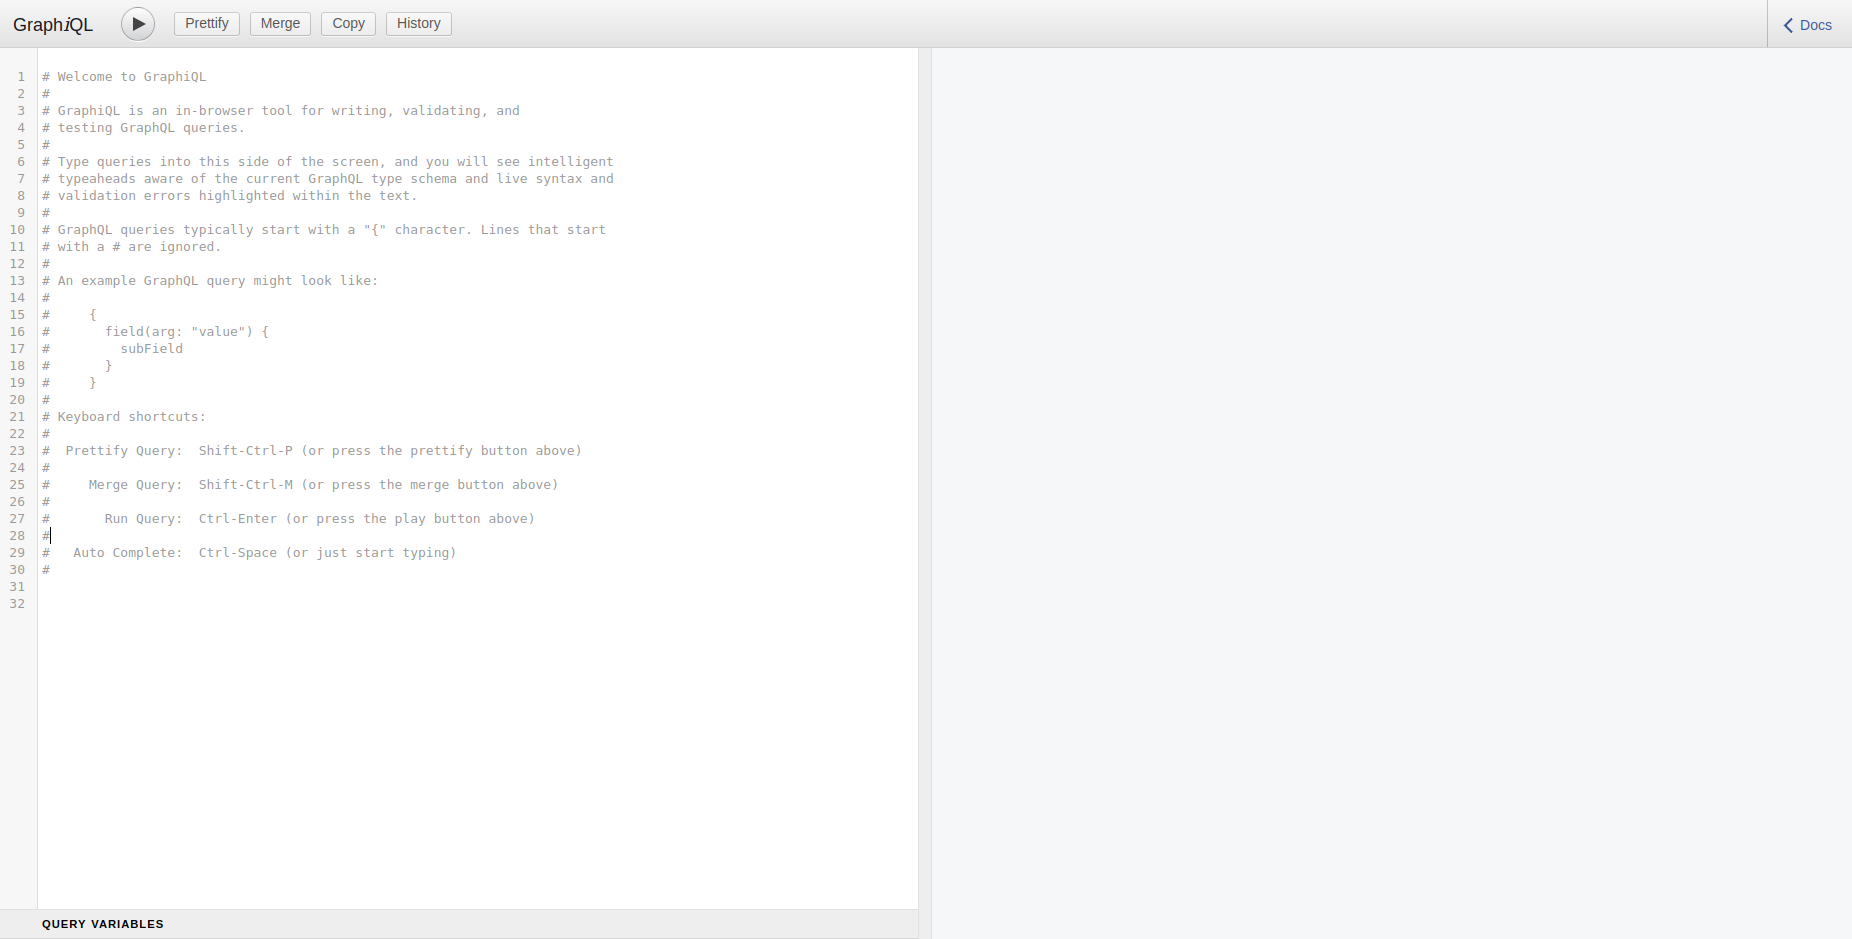 GraphiQL
Prettify Merge Copy History
Docs
1 # Welcome to GraphiQL
2 #
3 # GraphiQL is an in-browser tool for writing, validating, and
4 # testing GraphQL queries.
5 #
6 # Type queries into this side of the screen, and you will see intelligent
7 # typeaheads aware of the current GraphQL type schema and live syntax and
8 # validation errors highlighted within the text.
9 #
10 # GraphQL queries typically start with a "{" character. Lines that start
11 # with a # are ignored.
12 #
13 # An example GraphQL query might look like:
14 #
15 #     {
16 #       field(arg: "value") {
17 #         subField
18 #       }
19 #     }
20 #
21 # Keyboard shortcuts:
22 #
23 #  Prettify Query:  Shift-Ctrl-P (or press the prettify button above)
24 #
25 #     Merge Query:  Shift-Ctrl-M (or press the merge button above)
26 #
27 #       Run Query:  Ctrl-Enter (or press the play button above)
28 #
29 #   Auto Complete:  Ctrl-Space (or just start typing)
30 #
31
32
QUERY VARIABLES